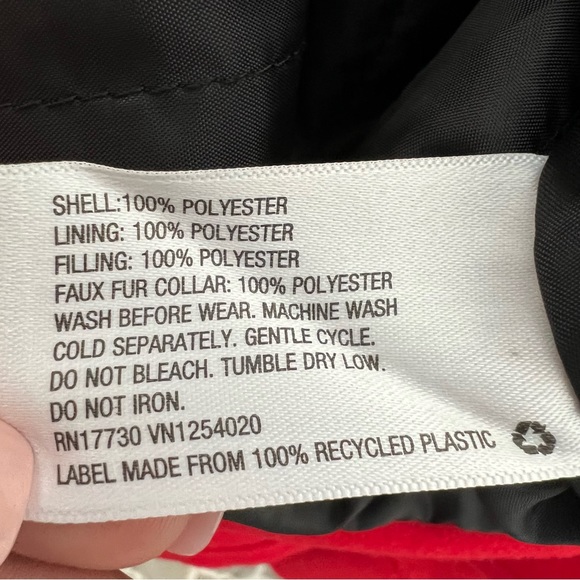 SHELL:100% POLYESTER
LINING: 100% POLYESTER
FILLING: 100% POLYESTER
FAUX FUR COLLAR: 100% POLYESTER
WASH BEFORE WEAR. MACHINE WASH
COLD SEPARATELY. GENTLE CYCLE.
DO NOT BLEACH. TUMBLE DRY LOW.
DO NOT IRON.
RN17730 VN1254020
LABEL MADE FROM 100% RECYCLED PLASTIC